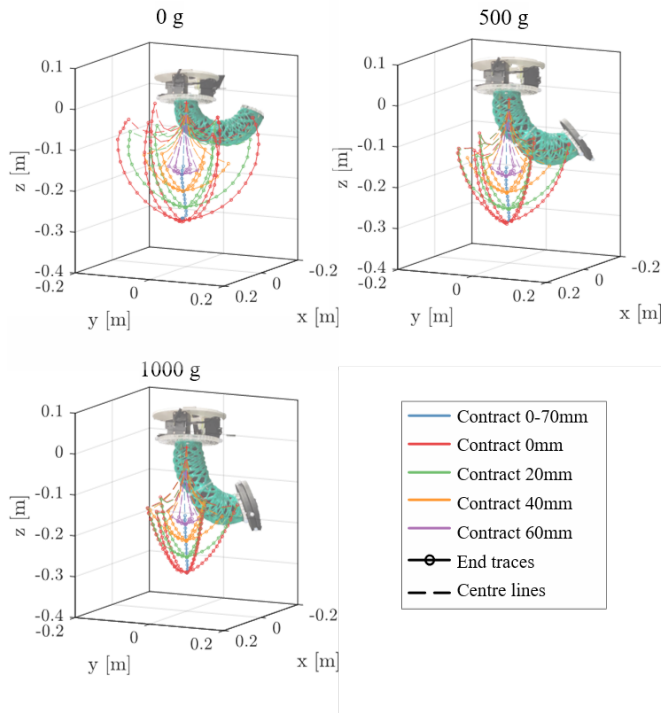 0 g
0.1
0
-0.1
-0.2
-0.3
-0.4
z [m]
-0.2
0
0.2
y [m]
0.2
0
-0.2
x [m]
500 g
0.1
0
-0.1
-0.2
-0.3
-0.4
z [m]
-0.2
0
0.2
y [m]
0.2
0
-0.2
x [m]
1000 g
0.1
0
-0.1
-0.2
-0.3
-0.4
z [m]
-0.2
0
0.2
y [m]
0.2
0
-0.2
x [m]
Contract 0-70mm
Contract 0mm
Contract 20mm
Contract 40mm
Contract 60mm
End traces
Centre lines